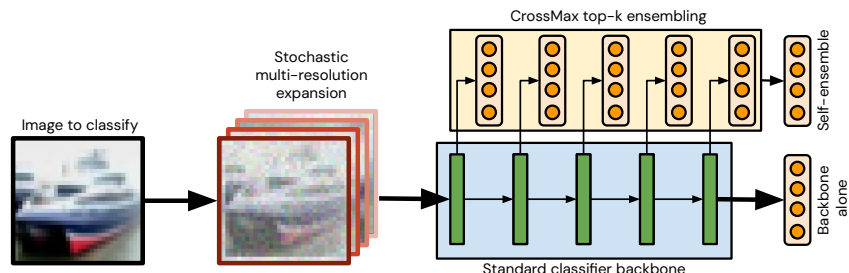 CrossMax top-k ensembling
Stochastic
multi-resolution
expansion
Image to classify
Self-ensemble
Backbone
alone
Standard classifier backbone